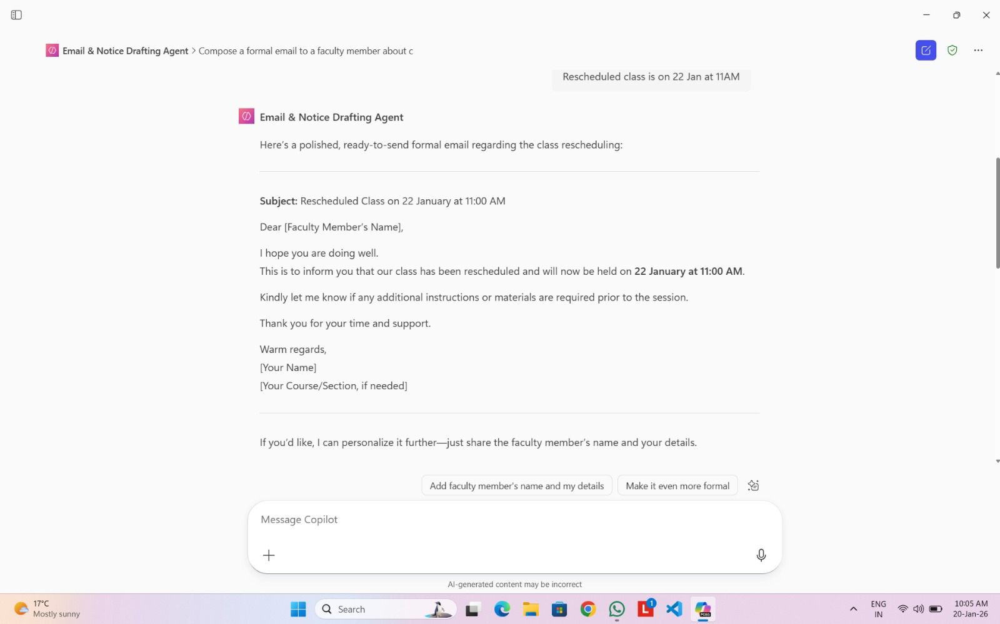 Email & Notice Drafting Agent > Compose a formal email to a faculty member about c
Rescheduled class is on 22 Jan at 11AM
Email & Notice Drafting Agent
Here's a polished, ready-to-send formal email regarding the class rescheduling:
Subject: Rescheduled Class on 22 January at 11:00 AM
Dear [Faculty Member's Name],
I hope you are doing well.
This is to inform you that our class has been rescheduled and will now be held on 22 January at 11:00 AM.
Kindly let me know if any additional instructions or materials are required prior to the session.
Thank you for your time and support.
Warm regards,
[Your Name]
[Your Course/Section, if needed]
If you'd like, I can personalize it further—just share the faculty member's name and your details.
Add faculty member's name and my details
Make it even more formal
Message Copilot
AI-generated content may be incorrect
17°C
Mostly sunny
Search
L
1
M365
ENG
IN
10:05 AM
20-Jan-26